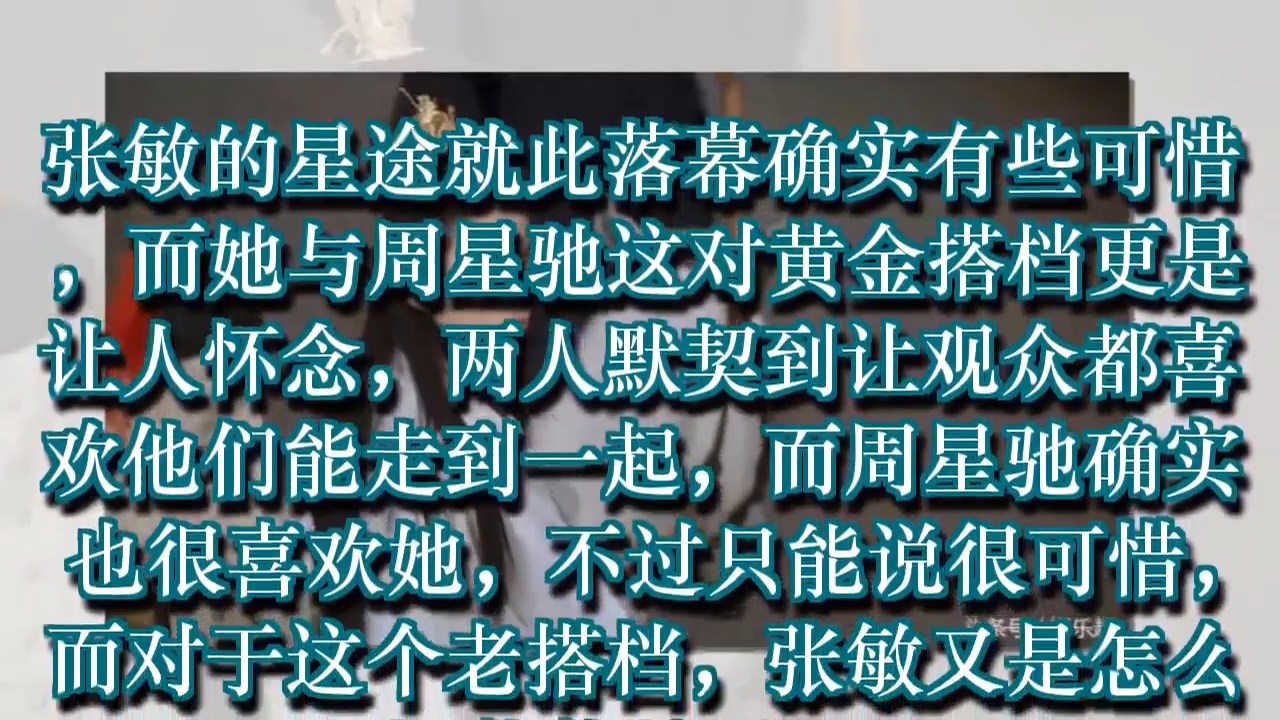 张敏的星途就此落幕确实有些可惜
，而她与周星驰这对黄金搭档更是
让人怀念，两人默契到让观众都喜
欢他们能走到一起，而周星驰确实
也很喜欢她，不过只能说很可惜，
而对于这个老搭档，张敏又是怎么